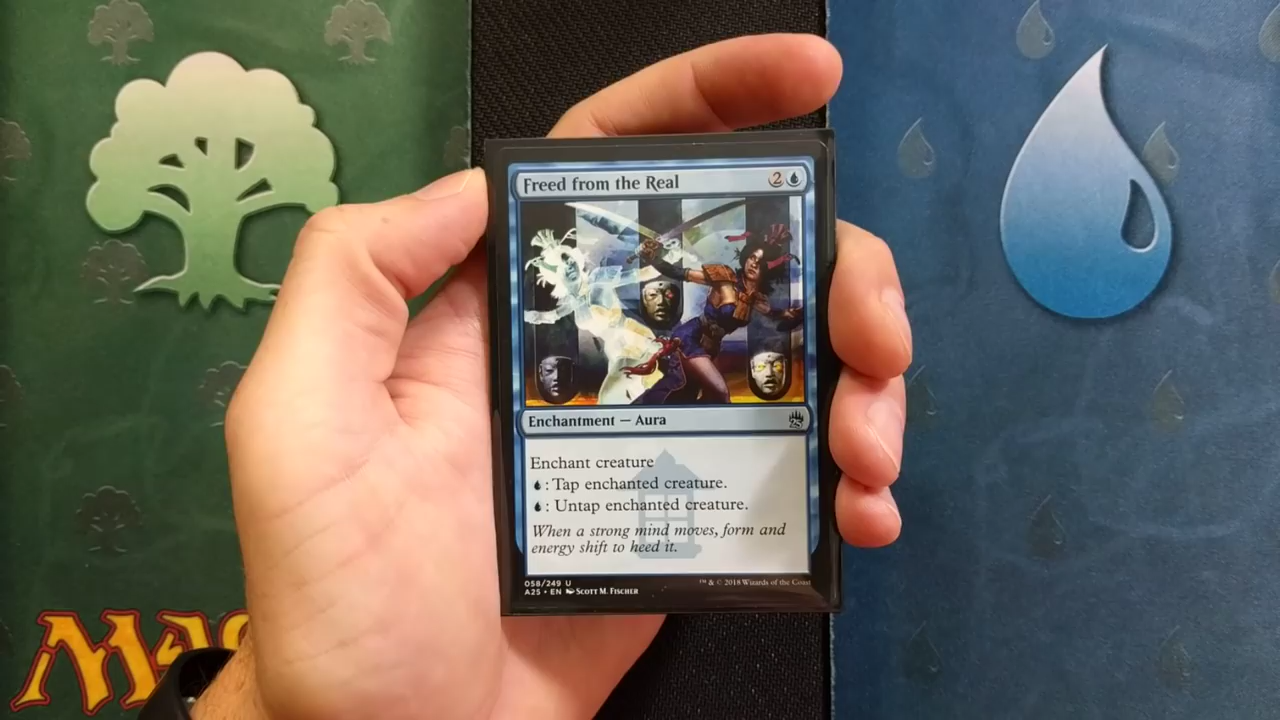 Freed from the Real 2
Enchantment — Aura
25
Enchant creature
: Tap enchanted creature.
: Untap enchanted creature.
When a strong mind moves, form and
energy shift to heed it.
058/249 U
A25 • EN Scott M. Fischer
™ & © 2018 Wizards of the Coast